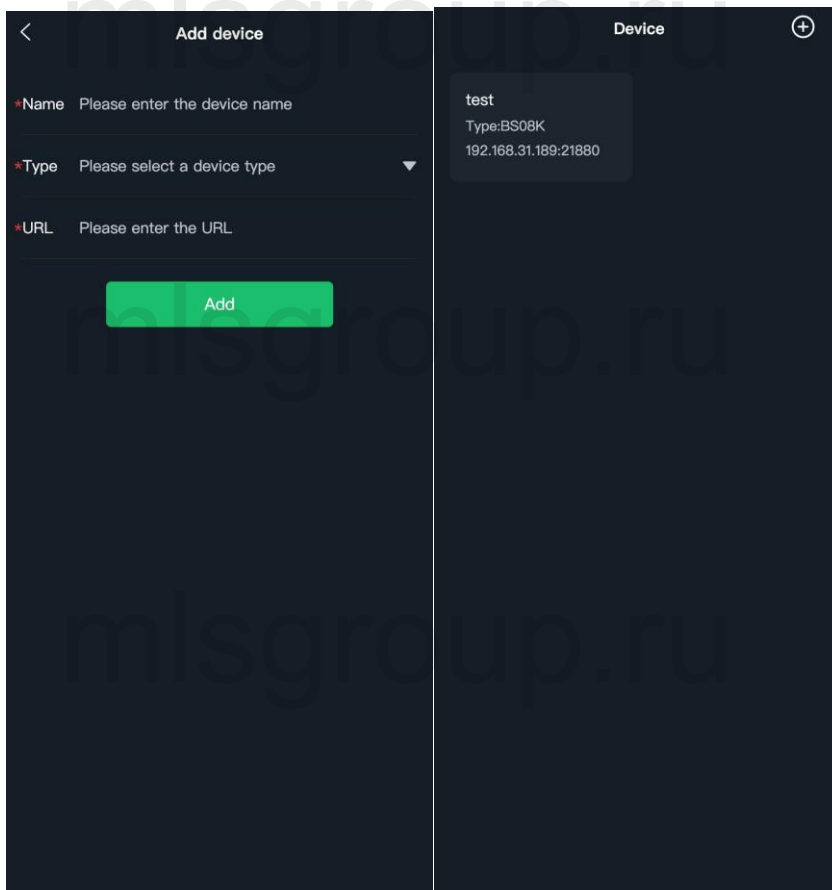 mlsgroup.ru
Add device
*Name Please enter the device name
*Type Please select a device type
*URL Please enter the URL
Add
Device
test
Type:BS08K
192.168.31.189:21880
mlsgroup.ru
mlsgroup.ru